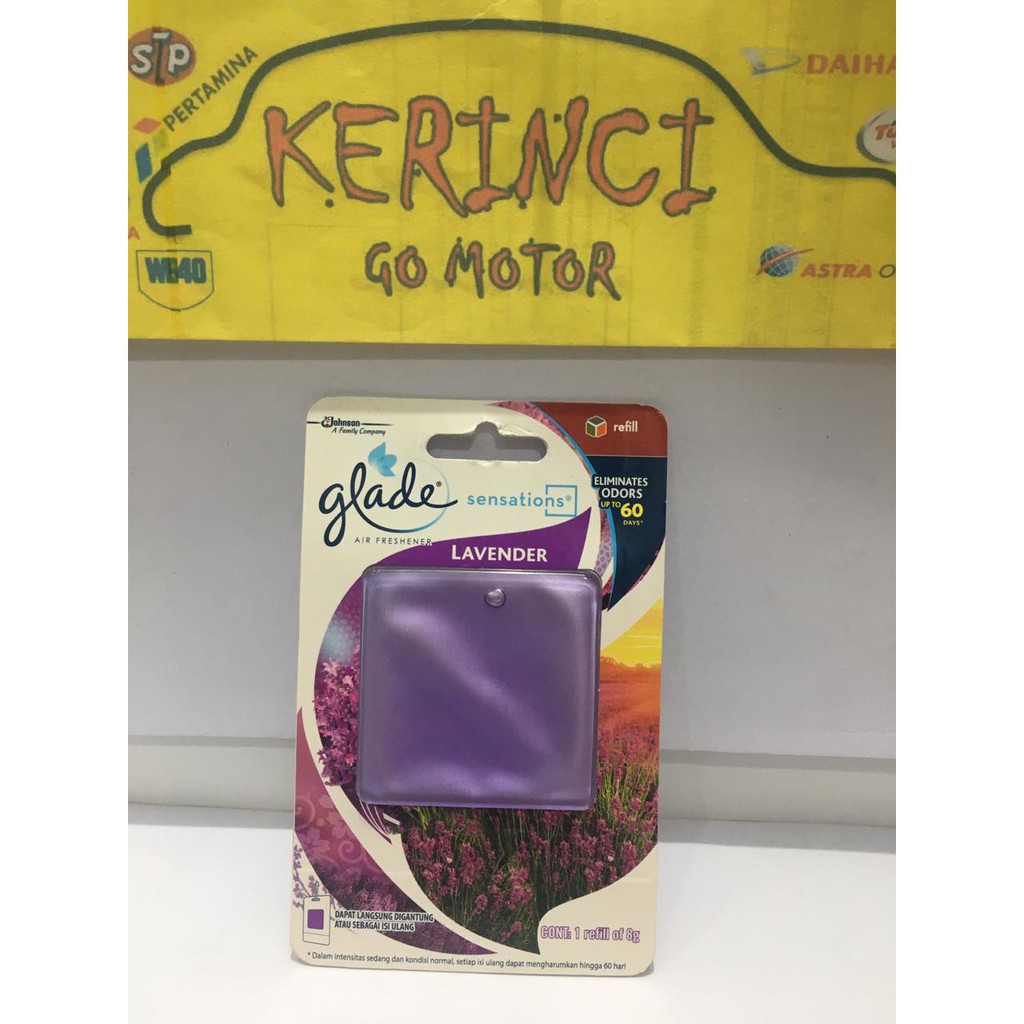 STP
PERTAMINA
KERINCI
GO MOTOR
WD40
DAIHA
ASTRA O
SC Johnson
A Family Company
refill
glade®
sensations®
AIR FRESHENER
ELIMINATES
ODORS
UP TO 60
DAYS*
LAVENDER
DAPAT LANGSUNG DIGANTUNG
ATAU SEBAGAI ISI ULANG
CONT: 1 refill of 8g
* Dalam intensitas sedang dan kondisi normal, setiap isi ulang dapat mengharumkan hingga 60 hari